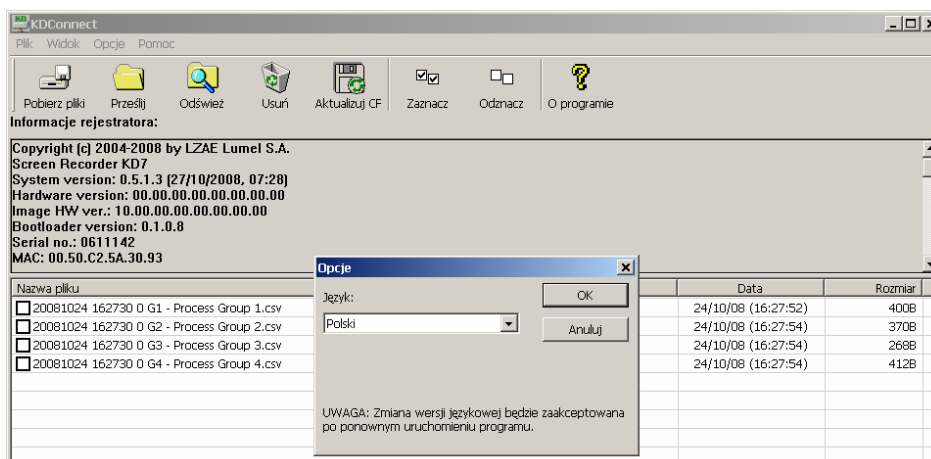 KDConnect
Plik Widok Opcje Pomoc
Pobierz pliki Prześlij Odśwież Usuń Aktualizuj CF Zaznacz Odznacz O programie
Informacje rejestratora:
Copyright (c) 2004-2008 by LZAE Lumel S.A.
Screen Recorder KD7
System version: 0.5.1.3 (27/10/2008, 07:28)
Hardware version: 00.00.00.00.00.00.00.00
Image HW ver.: 10.00.00.00.00.00.00.00
Bootloader version: 0.1.0.8
Serial no.: 0611142
MAC: 00.50.C2.5A.30.93
Nazwa pliku Data Rozmiar
20081024 162730 0 G1 - Process Group 1.csv 24/10/08 (16:27:52) 400B
20081024 162730 0 G2 - Process Group 2.csv 24/10/08 (16:27:54) 370B
20081024 162730 0 G3 - Process Group 3.csv 24/10/08 (16:27:54) 268B
20081024 162730 0 G4 - Process Group 4.csv 24/10/08 (16:27:54) 412B
Opcje
Język:
OK
Polski
Anuluj
UWAGA: Zmiana wersji językowej będzie zaakceptowana
po ponownym uruchomieniu programu.